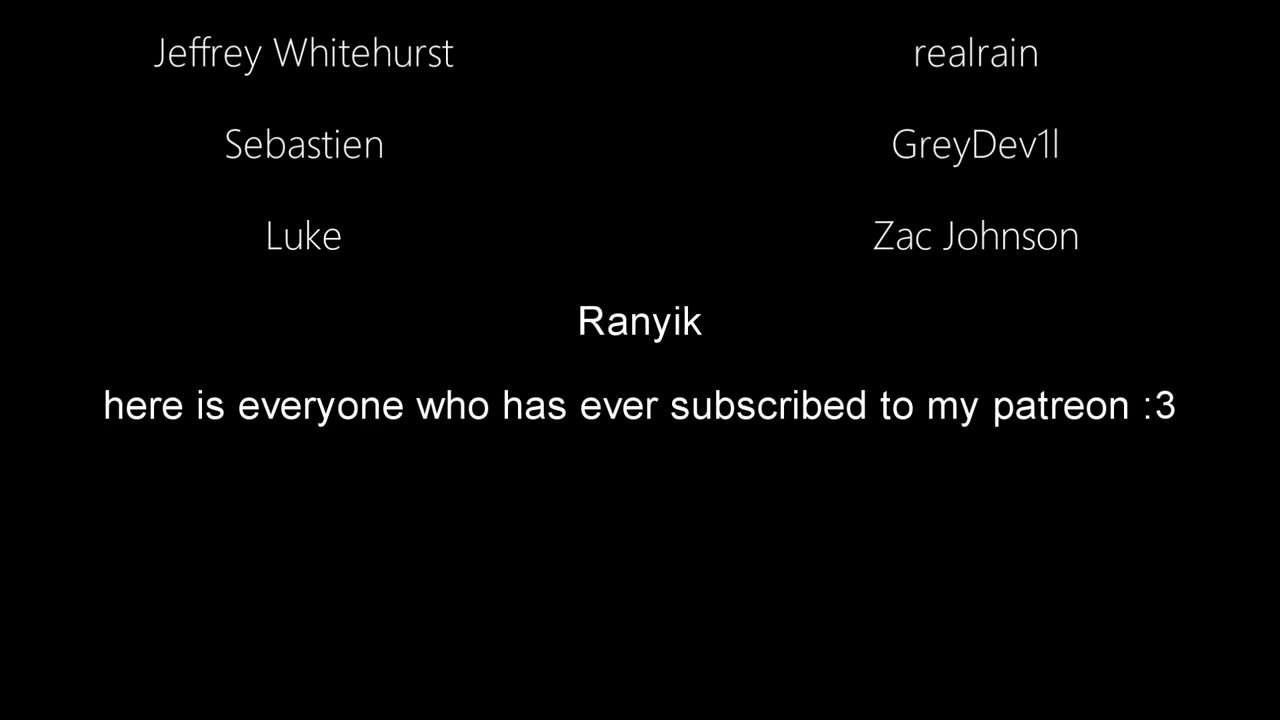 Jeffrey Whitehurst realrain
Sebastien GreyDev1l
Luke Zac Johnson
Ranyik
here is everyone who has ever subscribed to my patreon :3